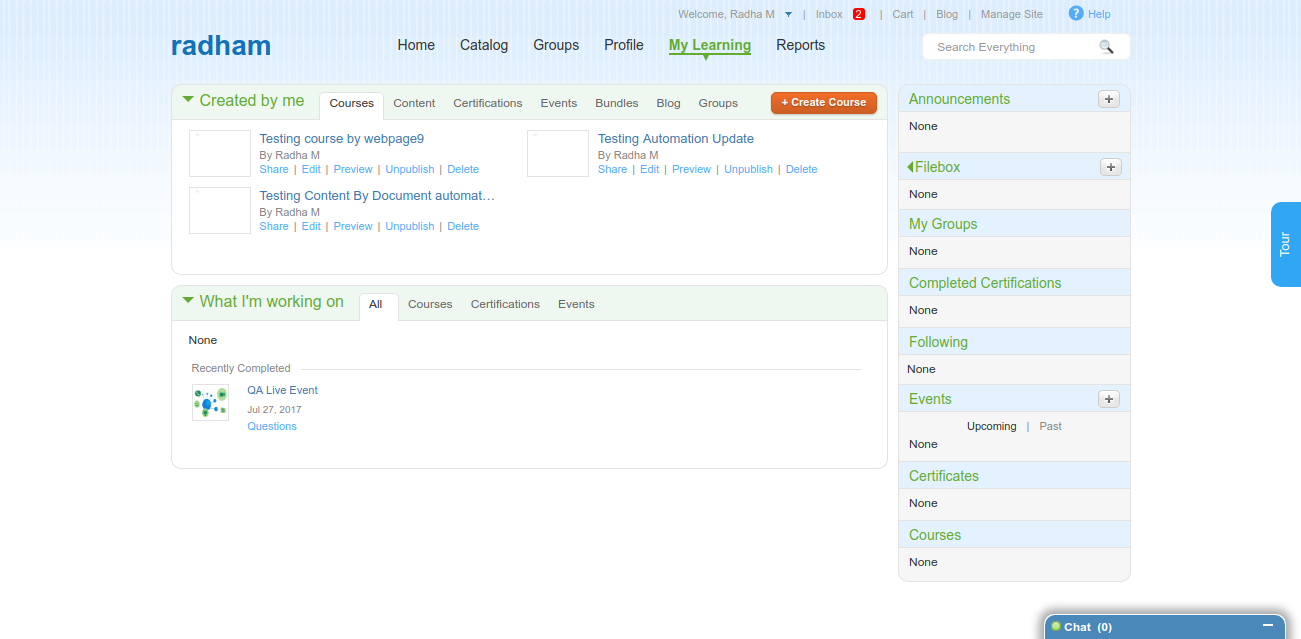 Welcome, Radha M | Inbox 2 | Cart | Blog | Manage Site ? Help
radham
Home Catalog Groups Profile My Learning Reports
Search Everything
Created by me Courses Content Certifications Events Bundles Blog Groups + Create Course
Testing course by webpage9
By Radha M
Share | Edit | Preview | Unpublish | Delete
Testing Automation Update
By Radha M
Share | Edit | Preview | Unpublish | Delete
Testing Content By Document automat…
By Radha M
Share | Edit | Preview | Unpublish | Delete
What I'm working on All Courses Certifications Events
None
Recently Completed
QA Live Event
Jul 27, 2017
Questions
Announcements +
None
Filebox +
None
My Groups
None
Completed Certifications
None
Following
None
Events +
Upcoming | Past
None
Certificates
None
Courses
None
Tour
Chat (0)